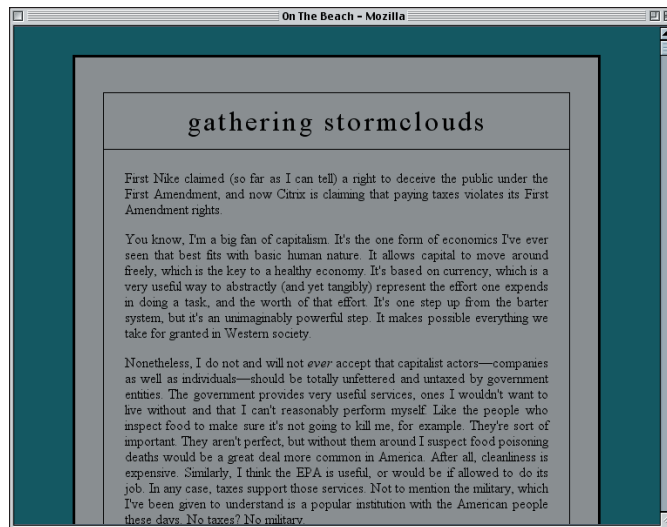 On The Beach – Mozilla
gathering stormclouds
First Nike claimed (so far as I can tell) a right to deceive the public under the
First Amendment, and now Citrix is claiming that paying taxes violates its First
Amendment rights.
You know, I'm a big fan of capitalism. It's the one form of economics I've ever
seen that best fits with basic human nature. It allows capital to move around
freely, which is the key to a healthy economy. It's based on currency, which is a
very useful way to abstractly (and yet tangibly) represent the effort one expends
in doing a task, and the worth of that effort. It's one step up from the barter
system, but it's an unimaginably powerful step. It makes possible everything we
take for granted in Western society.
Nonetheless, I do not and will not ever accept that capitalist actors—companies
as well as individuals—should be totally unfettered and untaxed by government
entities. The government provides very useful services, ones I wouldn't want to
live without and that I can't reasonably perform myself. Like the people who
inspect food to make sure it's not going to kill me, for example. They're sort of
important. They aren't perfect, but without them around I suspect food poisoning
deaths would be a great deal more common in America. After all, cleanliness is
expensive. Similarly, I think the EPA is useful, or would be if allowed to do its
job. In any case, taxes support those services. Not to mention the military, which
I've been given to understand is a popular institution with the American people
these days. No taxes? No military.